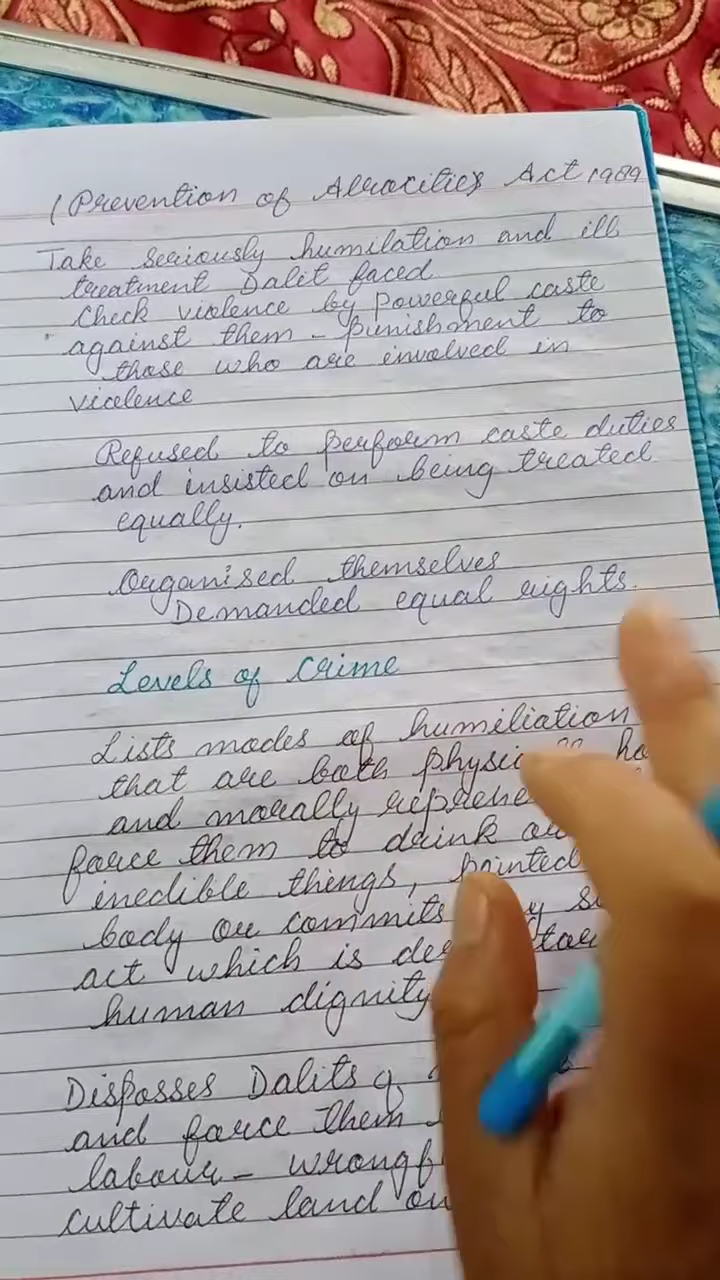 (Prevention of Atrocities Act 1989
Take seriously humilation and ill
treatment Dalit faced
Check violence by powerful caste
against them - punishment to
those who are involved in
violence
Refused to perform caste duties
and insisted on being treated
equally.
Organised themselves
Demanded equal rights.
Levels of Crime
Lists modes of humiliation
that are both
and morally
force them to drink
inedible things, painted
body or commits
act which is
human dignity
Disposses Dalits
and force them
labour -
cultivate land